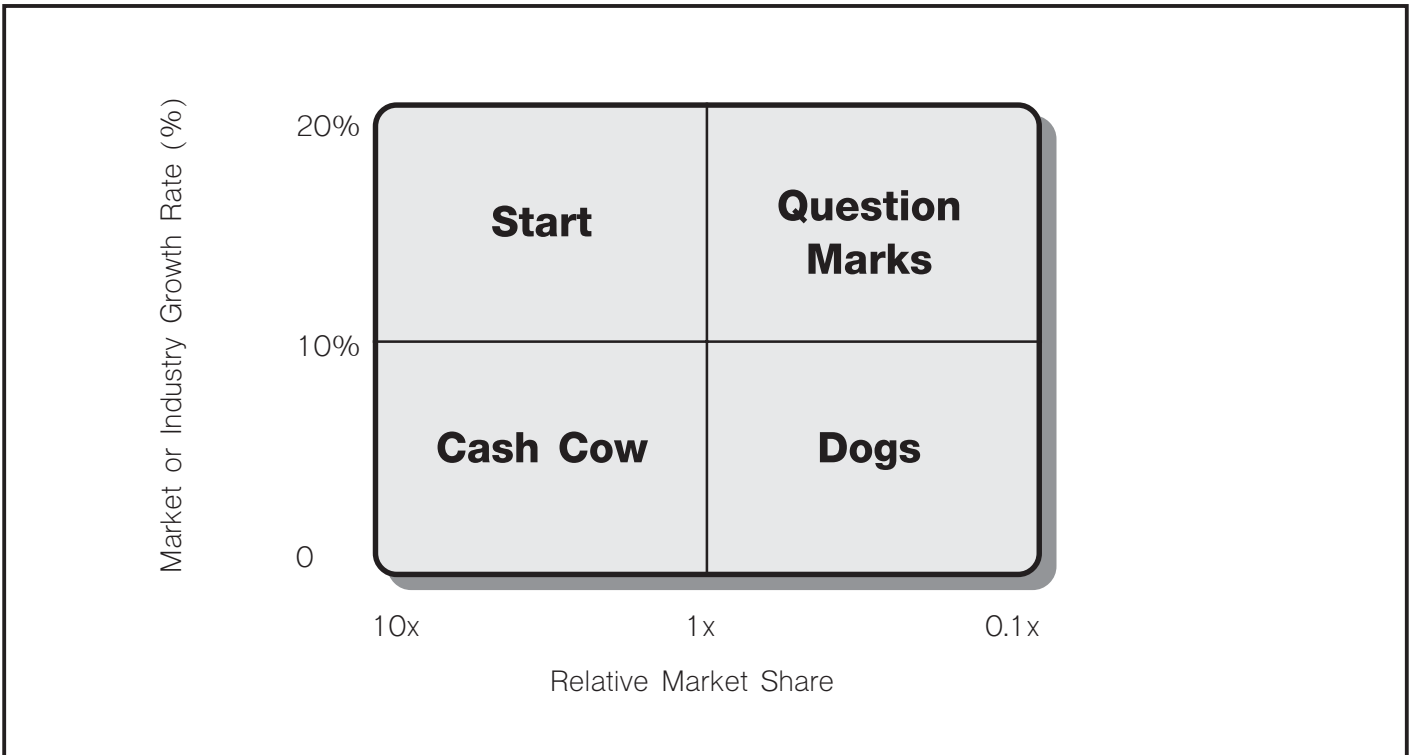 Market or Industry Growth Rate (%)
20%
Start
Question
Marks
10%
Cash Cow
Dogs
0
10x
1x
0.1x
Relative Market Share